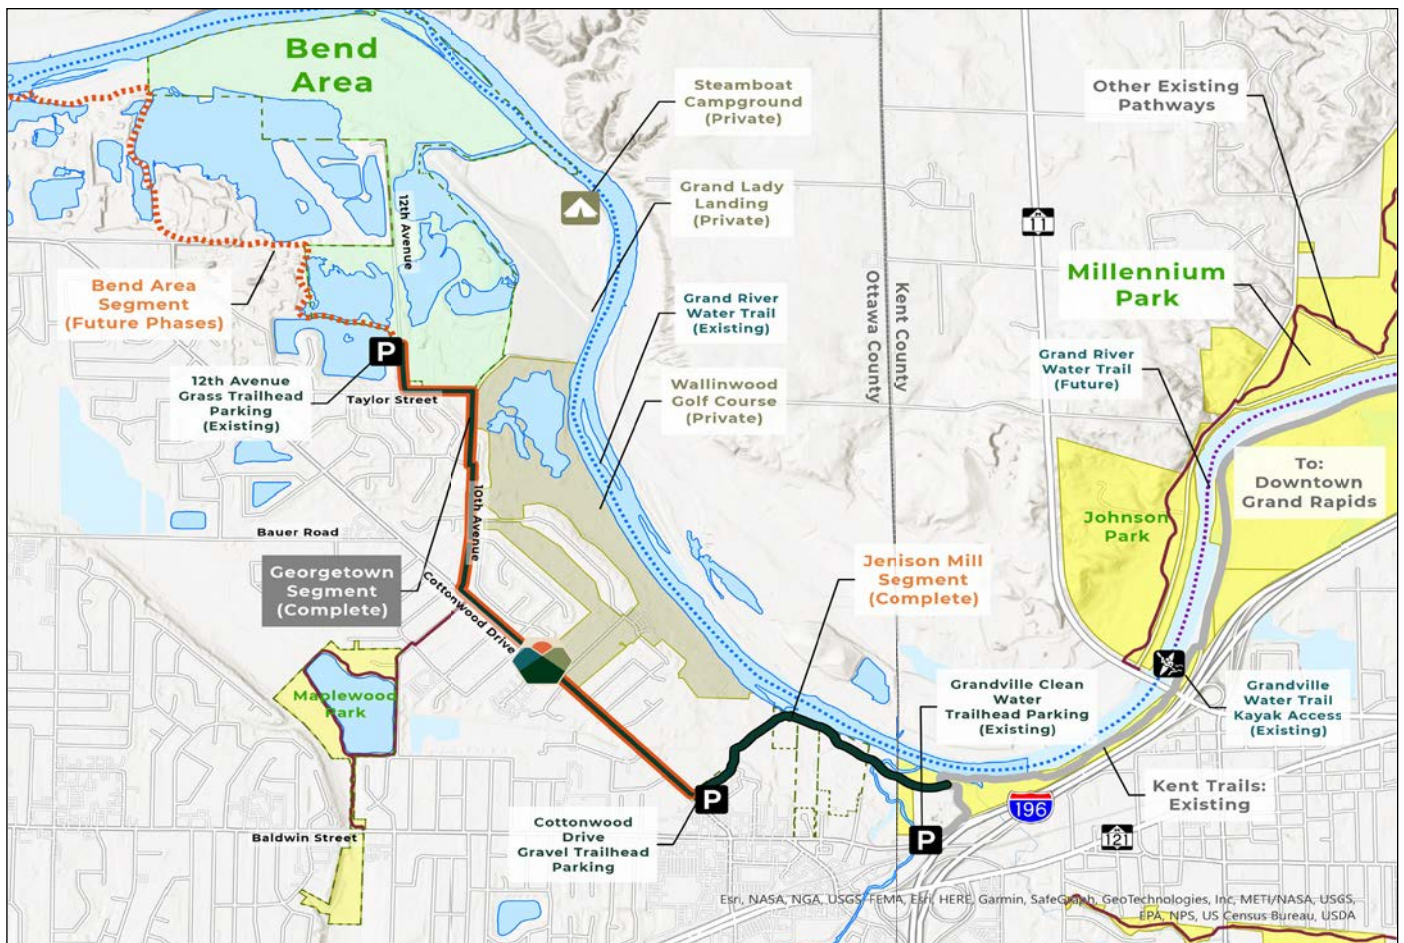 Bend
Area
Steamboat
Campground
(Private)
Other Existing
Pathways
Grand Lady
Landing
(Private)
12th Avenue
11
Millennium
Park
Bend Area
Segment
(Future Phases)
Grand River
Water Trail
(Existing)
Ottawa County
Kent County
Grand River
Water Trail
(Future)
P
12th Avenue
Grass Trailhead
Parking
(Existing)
Taylor Street
Wallinwood
Golf Course
(Private)
To:
Downtown
Grand Rapids
10th Avenue
Johnson
Park
Bauer Road
Georgetown
Segment
(Complete)
Cottonwood Drive
Jenison Mill
Segment
(Complete)
Maplewood
Park
Grandville Clean
Water
Trailhead Parking
(Existing)
Grandville
Water Trail
Kayak Access
(Existing)
Kent Trails:
Existing
P
196
Baldwin Street
Cottonwood
Drive
Gravel Trailhead
Parking
P
121
Esri, NASA, NGA, USGS, FEMA, Esri, HERE, Garmin, SafeGraph, GeoTechnologies, Inc, METI/NASA, USGS,
EPA, NPS, US Census Bureau, USDA